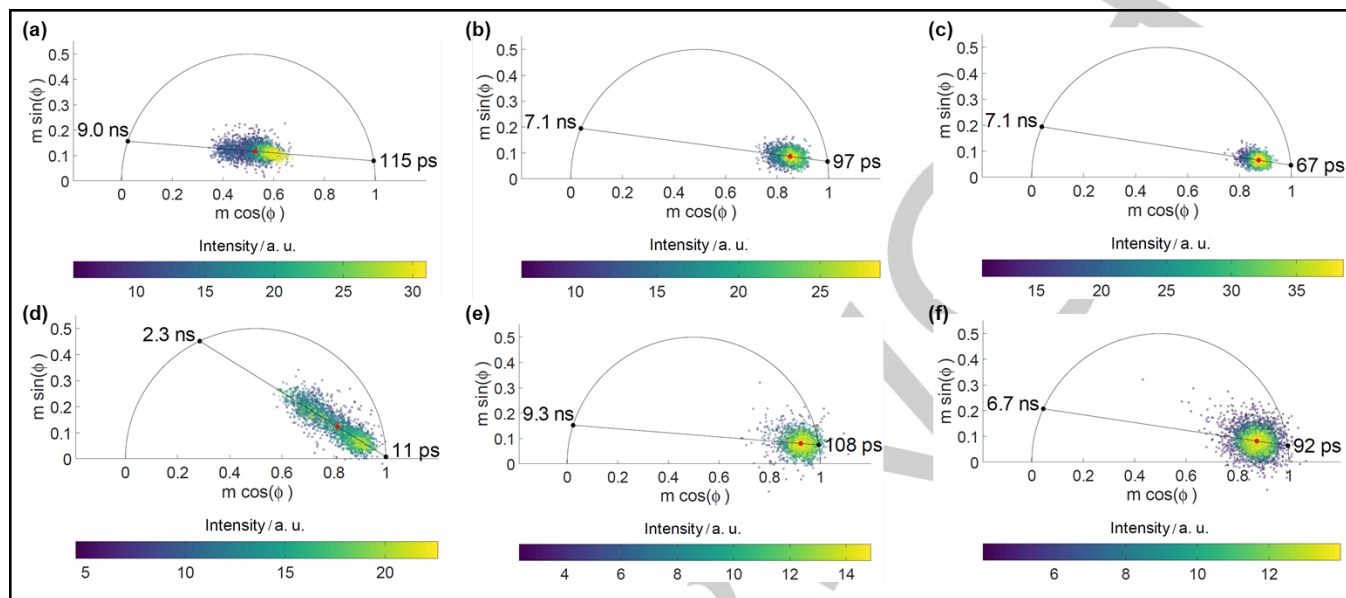 (a)
0.5
0.4
0.3
0.2
0.1
0
m sin(ϕ )
9.0 ns
115 ps
0 0.2 0.4 0.6 0.8 1
m cos(ϕ )
Intensity / a. u.
10 15 20 25 30
(b)
0.5
0.4
0.3
0.2
0.1
0
m sin(ϕ )
7.1 ns
97 ps
0 0.2 0.4 0.6 0.8 1
m cos(ϕ )
Intensity / a. u.
10 15 20 25
(c)
0.5
0.4
0.3
0.2
0.1
0
m sin(ϕ )
7.1 ns
67 ps
0 0.2 0.4 0.6 0.8 1
m cos(ϕ )
Intensity / a. u.
15 20 25 30 35
(d)
0.5
0.4
0.3
0.2
0.1
0
m sin(ϕ )
2.3 ns
11 ps
0 0.2 0.4 0.6 0.8 1
m cos(ϕ )
Intensity / a. u.
5 10 15 20
(e)
0.5
0.4
0.3
0.2
0.1
0
m sin(ϕ )
9.3 ns
108 ps
0 0.2 0.4 0.6 0.8 1
m cos(ϕ )
Intensity / a. u.
4 6 8 10 12 14
(f)
0.5
0.4
0.3
0.2
0.1
0
m sin(ϕ )
6.7 ns
92 ps
0 0.2 0.4 0.6 0.8 1
m cos(ϕ )
Intensity / a. u.
6 8 10 12